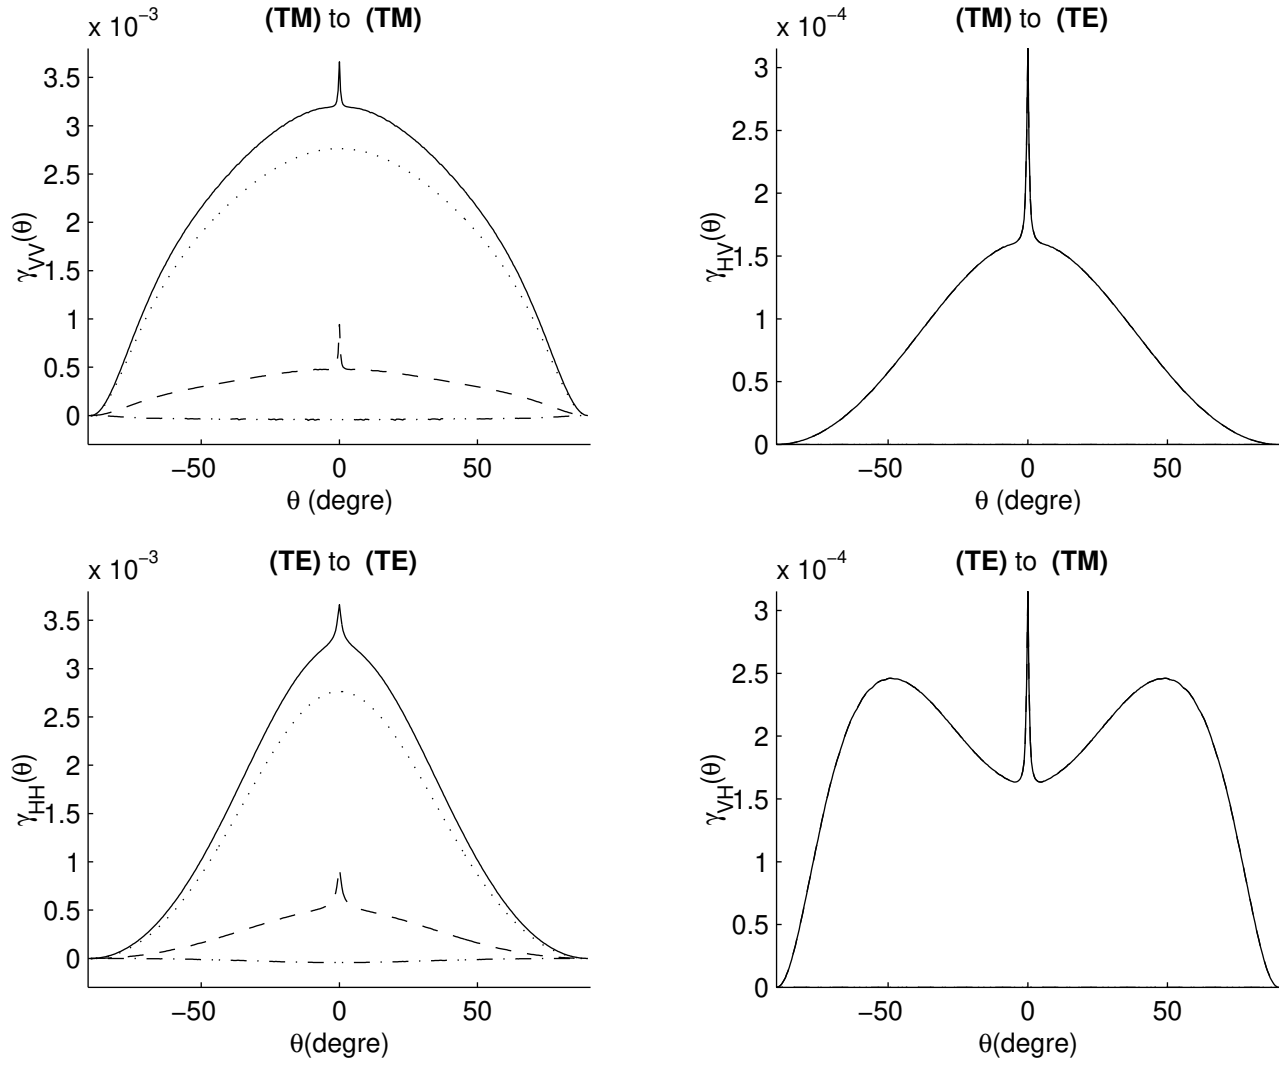 x 10⁻³ (TM) to (TM)
3.5
3
2.5
2
1.5
1
0.5
0
γVV(θ)
−50 0 50
θ (degre)
x 10⁻⁴ (TM) to (TE)
3
2.5
2
1.5
1
0.5
0
γHV(θ)
−50 0 50
θ (degre)
x 10⁻³ (TE) to (TE)
3.5
3
2.5
2
1.5
1
0.5
0
γHH(θ)
−50 0 50
θ(degre)
x 10⁻⁴ (TE) to (TM)
3
2.5
2
1.5
1
0.5
0
γVH(θ)
−50 0 50
θ(degre)